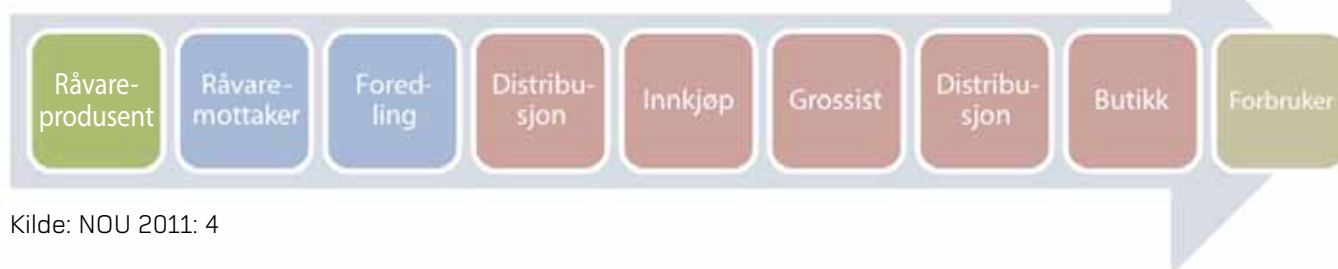 Råvare-
produsent
Råvare-
mottaker
Fored-
ling
Distribu-
sjon
Innkjøp
Grossist
Distribu-
sjon
Butikk
Forbruker
Kilde: NOU 2011: 4